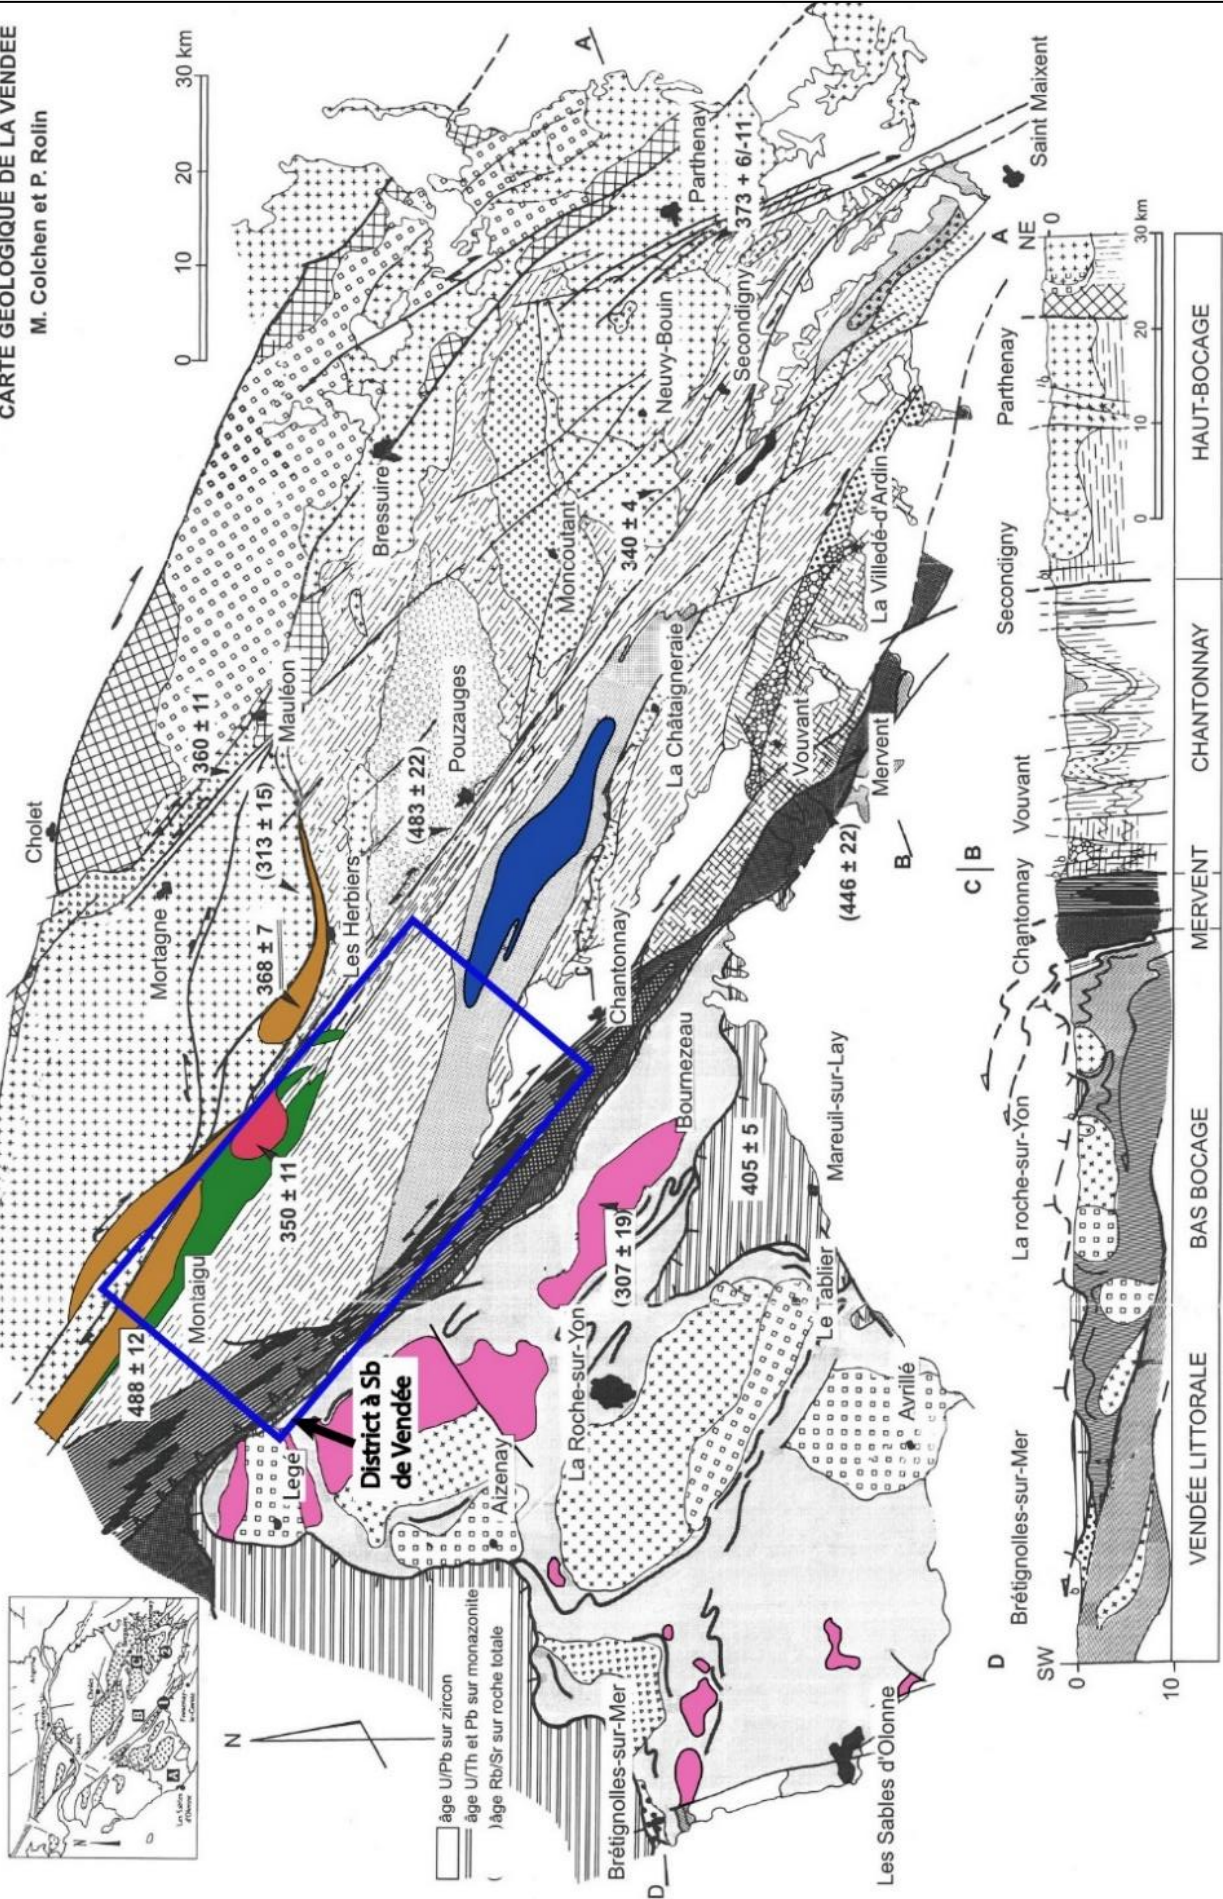 CARTE GÉOLOGIQUE DE LA VENDÉE
M. Colchen et P. Rolin
0 10 20 30 km
N
Cholet
Mortagne
360 ± 11
Mauléon
(313 ± 15)
368 ± 7
Les Herbiers
Bressuire
Pouzauges
(483 ± 22)
Moncoutant
340 ± 4
Neuvy-Bouin
Secondigny
Parthenay
373 + 6/-11
Saint Maixent
A
488 ± 12
Montaigu
350 ± 11
La Châtaigneraie
La Villedé-d'Ardin
Vouvant
Mervent
(446 ± 22)
B
C
Chantonnay
Bournezeau
405 ± 5
Mareuil-sur-Lay
(307 ± 19)
District à Sb
de Vendée
Legé
Aizenay
La Roche-sur-Yon
Le Tablier
Avrillé
Brétignolles-sur-Mer
Les Sables d'Olonne
D
A
âge U/Pb sur zircon
âge U/Th et Pb sur monazonite
( )âge Rb/Sr sur roche totale
D
SW
Brétignolles-sur-Mer
La roche-sur-Yon
Chantonnay
C B
Vouvant
Secondigny
Parthenay
A
NE
0
10
0
0 10 20 30 km
VENDÉE LITTORALE
BAS BOCAGE
MERVENT
CHANTONNAY
HAUT-BOCAGE